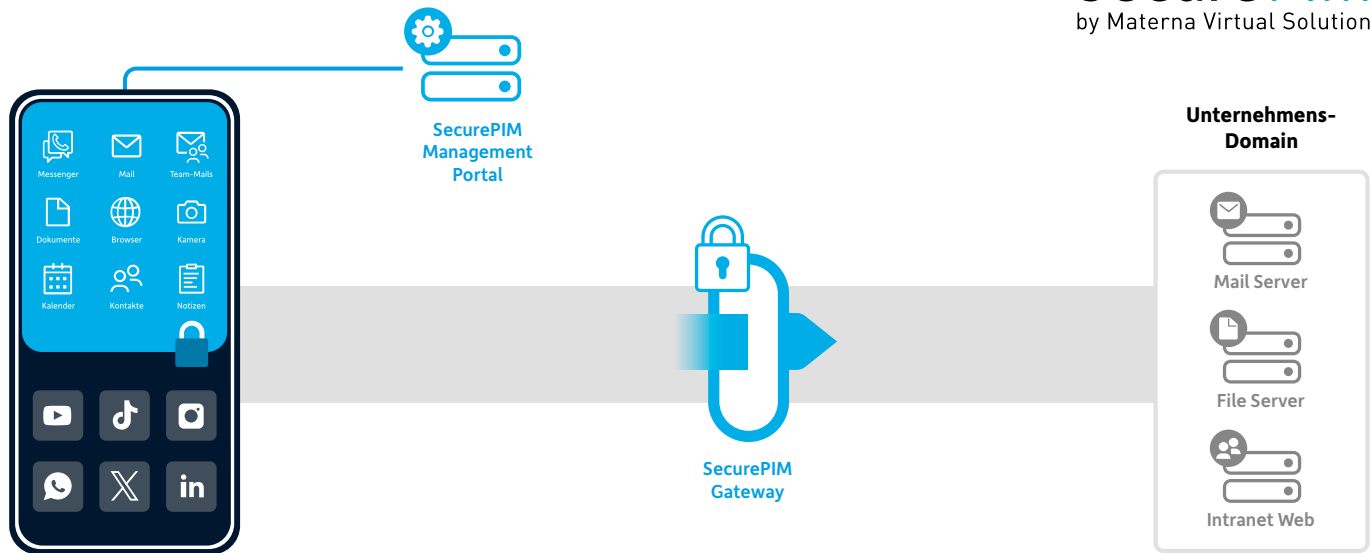 by Materna Virtual Solution
SecurePIM
Management
Portal
Unternehmens-
Domain
Messenger
Mail
Team-Mails
Dokumente
Browser
Kamera
Kalender
Kontakte
Notizen
in
Mail Server
File Server
Intranet Web
SecurePIM
Gateway